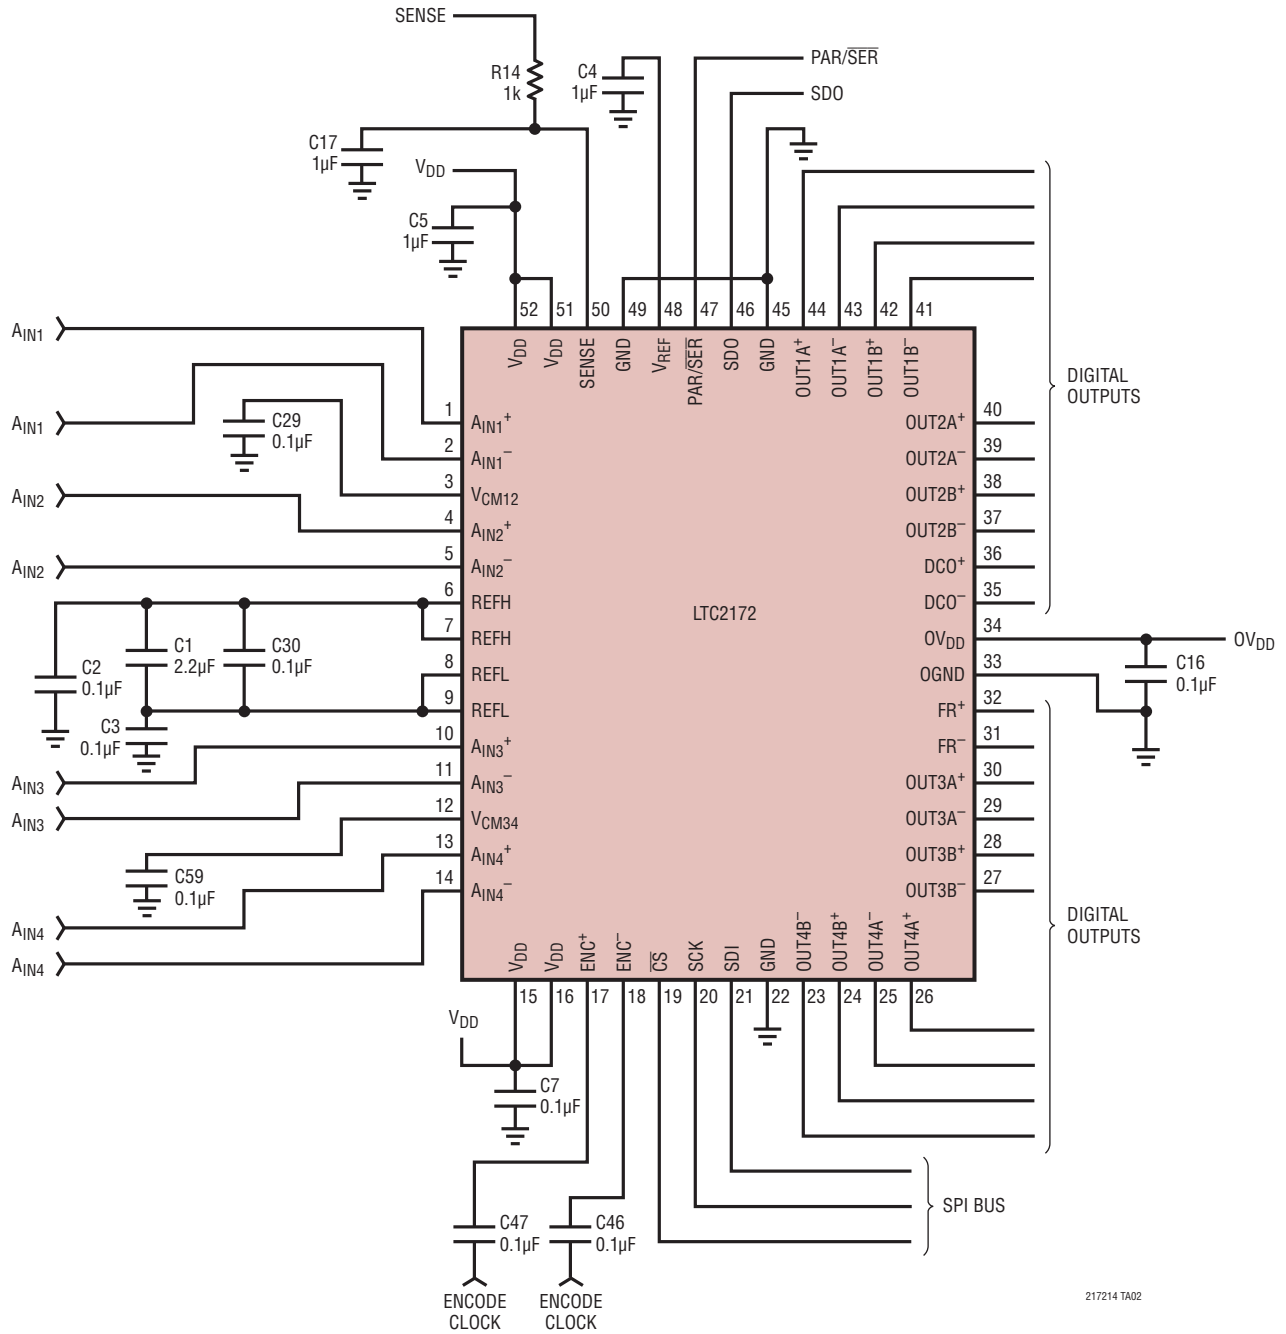 SENSE
R14
1k
C4
1µF
PAR/SER
SDO
C17
1µF
VDD
C5
1µF
52 51 50 49 48 47 46 45 44 43 42 41
VDD
VDD
SENSE
GND
VREF
PAR/SER
SDO
GND
OUT1A+
OUT1A–
OUT1B+
OUT1B–
DIGITAL
OUTPUTS
AIN1
AIN1
C29
0.1µF
AIN2
AIN2
C1
2.2µF
C30
0.1µF
C2
0.1µF
C3
0.1µF
AIN3
AIN3
C59
0.1µF
AIN4
AIN4
1 AIN1+
2 AIN1–
3 VCM12
4 AIN2+
5 AIN2–
6 REFH
7 REFH
8 REFL
9 REFL
10 AIN3+
11 AIN3–
12 VCM34
13 AIN4+
14 AIN4–
LTC2172
OUT2A+ 40
OUT2A– 39
OUT2B+ 38
OUT2B– 37
DCO+ 36
DCO– 35
OVDD 34
OGND 33
FR+ 32
FR– 31
OUT3A+ 30
OUT3A– 29
OUT3B+ 28
OUT3B– 27
OVDD
C16
0.1µF
DIGITAL
OUTPUTS
VDD
VDD
ENC+
ENC–
CS
SCK
SDI
GND
OUT4B–
OUT4B+
OUT4A–
OUT4A+
15 16 17 18 19 20 21 22 23 24 25 26
VDD
C7
0.1µF
C47
0.1µF
C46
0.1µF
SPI BUS
ENCODE
CLOCK
ENCODE
CLOCK
217214 TA02